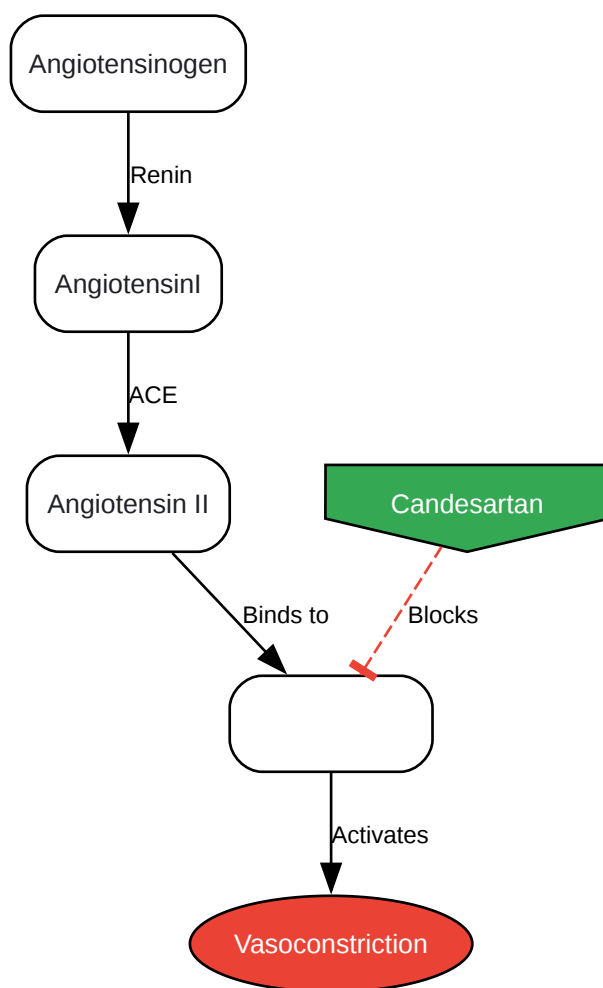 Angiotensinogen
Renin
AngiotensinI
ACE
Angiotensin II
Candesartan
Binds to
Blocks
Activates
Vasoconstriction